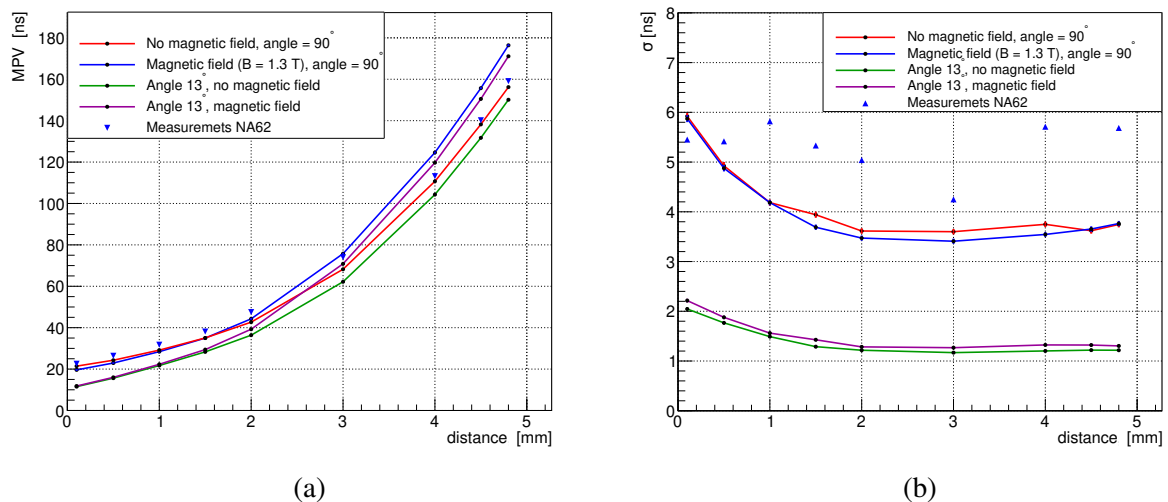 MPV [ns]
180
160
140
120
100
80
60
40
20
0
No magnetic field, angle = 90°
Magnetic field (B = 1.3 T), angle = 90°
Angle 13°, no magnetic field
Angle 13°, magnetic field
Measuremets NA62
0 1 2 3 4 5
distance [mm]
(a)
σ [ns]
8
7
6
5
4
3
2
1
0
No magnetic field, angle = 90°
Magnetic field (B = 1.3 T), angle = 90°
Angle 13°, no magnetic field
Angle 13°, magnetic field
Measuremets NA62
0 1 2 3 4 5
distance [mm]
(b)